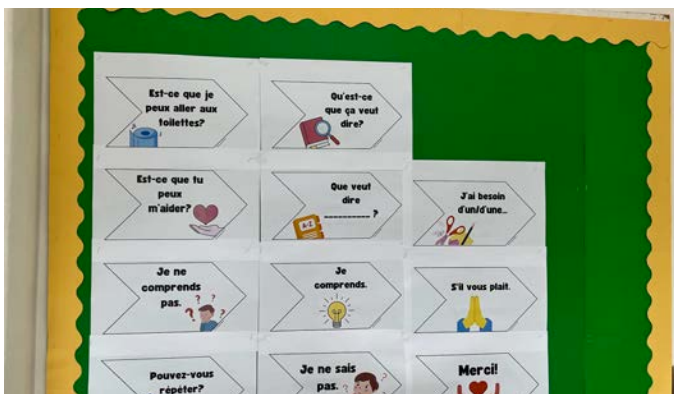 Est-ce que je
peux aller aux
toilettes?
Qu'est-ce
que ça veut
dire?
Est-ce que tu
peux
m'aider?
Que veut
dire
__________ ?
A-Z
J'ai besoin
d'un/d'une...
Je ne
comprends
pas.
Je
comprends.
S'il vous plait.
Pouvez-vous
répéter?
Je ne sais
pas.
Merci!